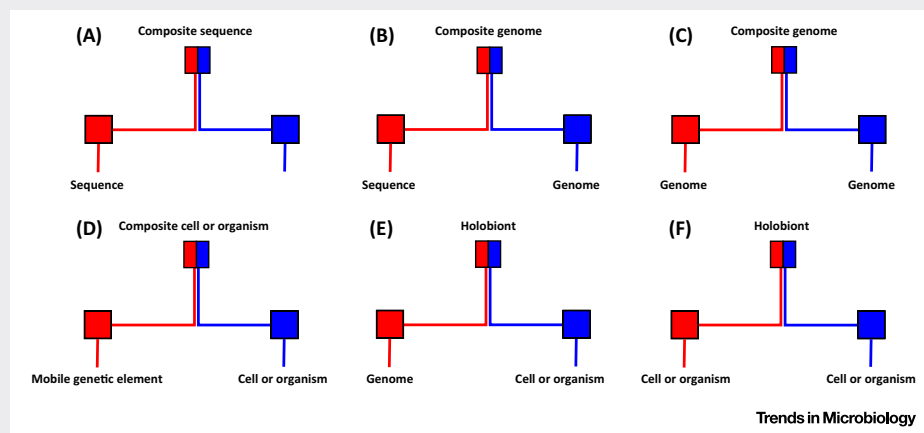 (A) Composite sequence
Sequence
(B) Composite genome
Sequence Genome
(C) Composite genome
Genome Genome
(D) Composite cell or organism
Mobile genetic element Cell or organism
(E) Holobiont
Genome Cell or organism
(F) Holobiont
Cell or organism Cell or organism
Trends in Microbiology